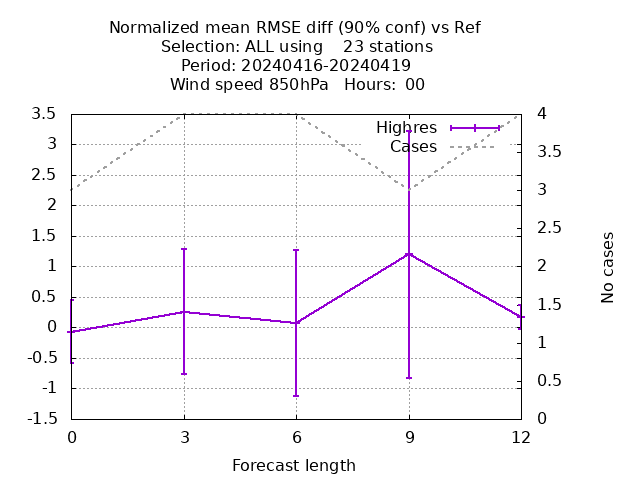 Normalized mean RMSE diff (90% conf) vs Ref
Selection: ALL using    23 stations
Period: 20240416-20240419
Wind speed 850hPa   Hours:  00
Highres
Cases
3.5
3
2.5
2
1.5
1
0.5
0
-0.5
-1
-1.5
4
3.5
3
2.5
2
1.5
1
0.5
0
No cases
0 3 6 9 12
Forecast length